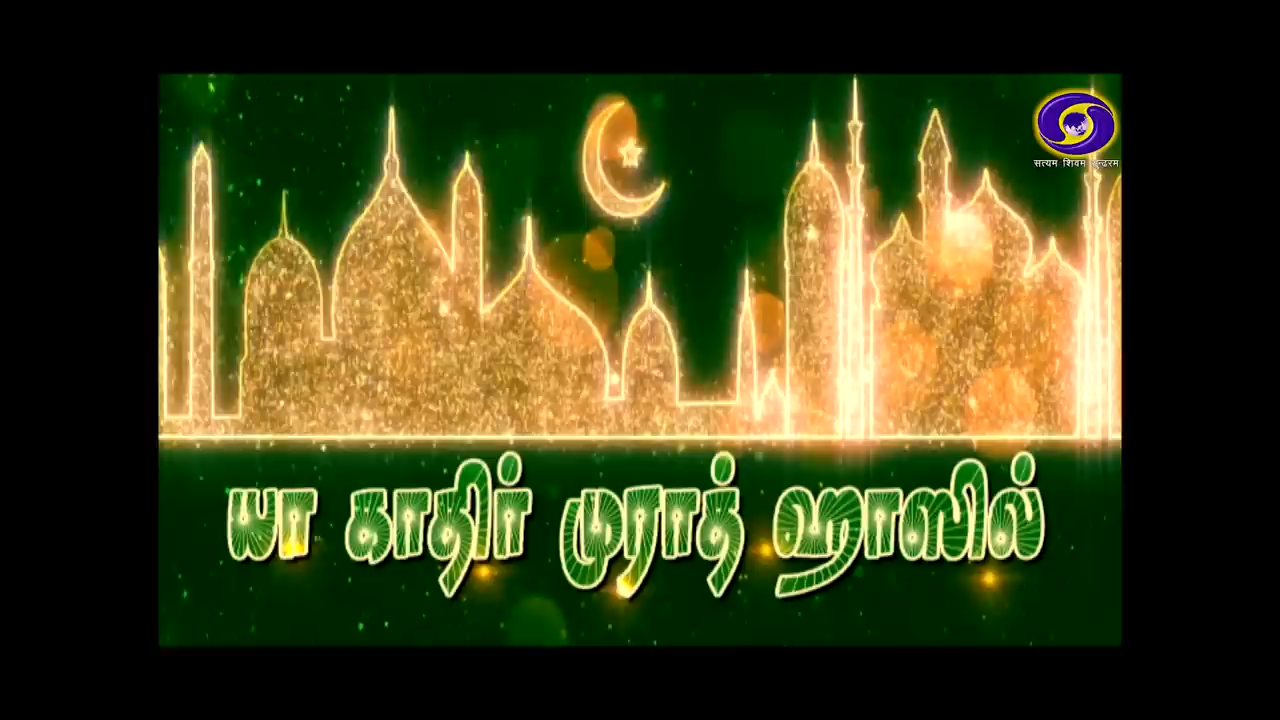 सत्यम शिवम सुन्दरम
யா காதிர் முராத் ஹாஸில்